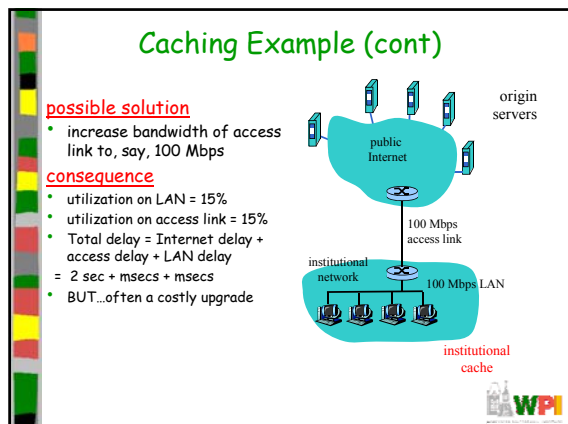 Caching Example (cont)
possible solution
• increase bandwidth of access
link to, say, 100 Mbps
consequence
• utilization on LAN = 15%
• utilization on access link = 15%
• Total delay = Internet delay +
access delay + LAN delay
= 2 sec + msecs + msecs
• BUT…often a costly upgrade
origin
servers
public
Internet
100 Mbps
access link
institutional
network
100 Mbps LAN
institutional
cache
WPI